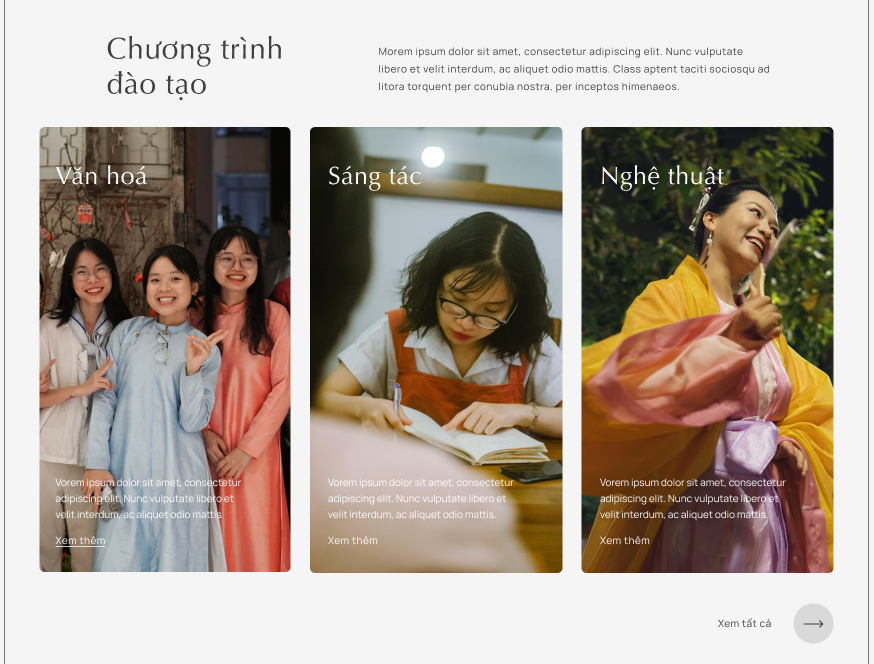 Chương trình
đào tạo
Morem ipsum dolor sit amet, consectetur adipiscing elit. Nunc vulputate
libero et velit interdum, ac aliquet odio mattis. Class aptent taciti sociosqu ad
litora torquent per conubia nostra, per inceptos himenaeos.
Văn hoá
Vorem ipsum dolor sit amet, consectetur
adipiscing elit. Nunc vulputate libero et
velit interdum, ac aliquet odio mattis.
Xem thêm
Sáng tác
Vorem ipsum dolor sit amet, consectetur
adipiscing elit. Nunc vulputate libero et
velit interdum, ac aliquet odio mattis.
Xem thêm
Nghệ thuật
Vorem ipsum dolor sit amet, consectetur
adipiscing elit. Nunc vulputate libero et
velit interdum, ac aliquet odio mattis.
Xem thêm
Xem tất cả